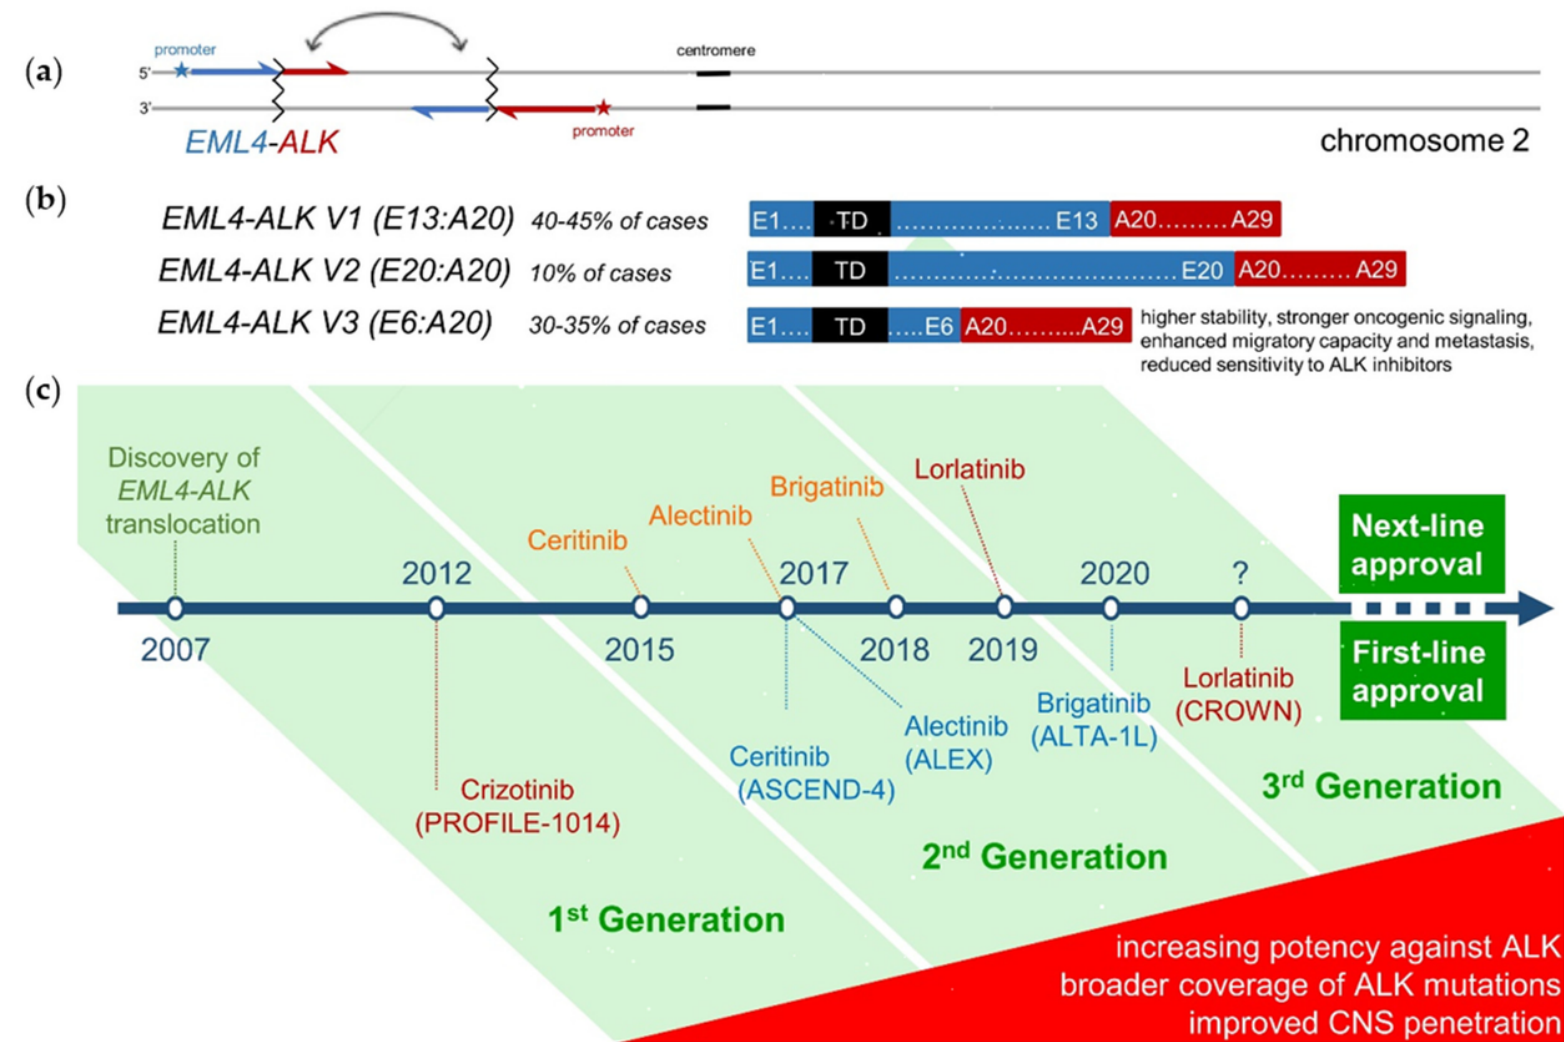 (a)
promoter
centromere
5'
3'
promoter
EML4-ALK
chromosome 2
(b)
EML4-ALK V1 (E13:A20) 40-45% of cases E1.... TD ........................ E13 A20......... A29
EML4-ALK V2 (E20:A20) 10% of cases E1.... TD .................................... E20 A20......... A29
EML4-ALK V3 (E6:A20) 30-35% of cases E1.... TD .....E6 A20..........A29
higher stability, stronger oncogenic signaling,
enhanced migratory capacity and metastasis,
reduced sensitivity to ALK inhibitors
(c)
Discovery of
EML4-ALK
translocation
Ceritinib
Alectinib
Brigatinib
Lorlatinib
Next-line
approval
2012
2017
2020
?
2007
2015
2018
2019
First-line
approval
Crizotinib
(PROFILE-1014)
Ceritinib
(ASCEND-4)
Alectinib
(ALEX)
Brigatinib
(ALTA-1L)
Lorlatinib
(CROWN)
1st Generation
2nd Generation
3rd Generation
increasing potency against ALK
broader coverage of ALK mutations
improved CNS penetration